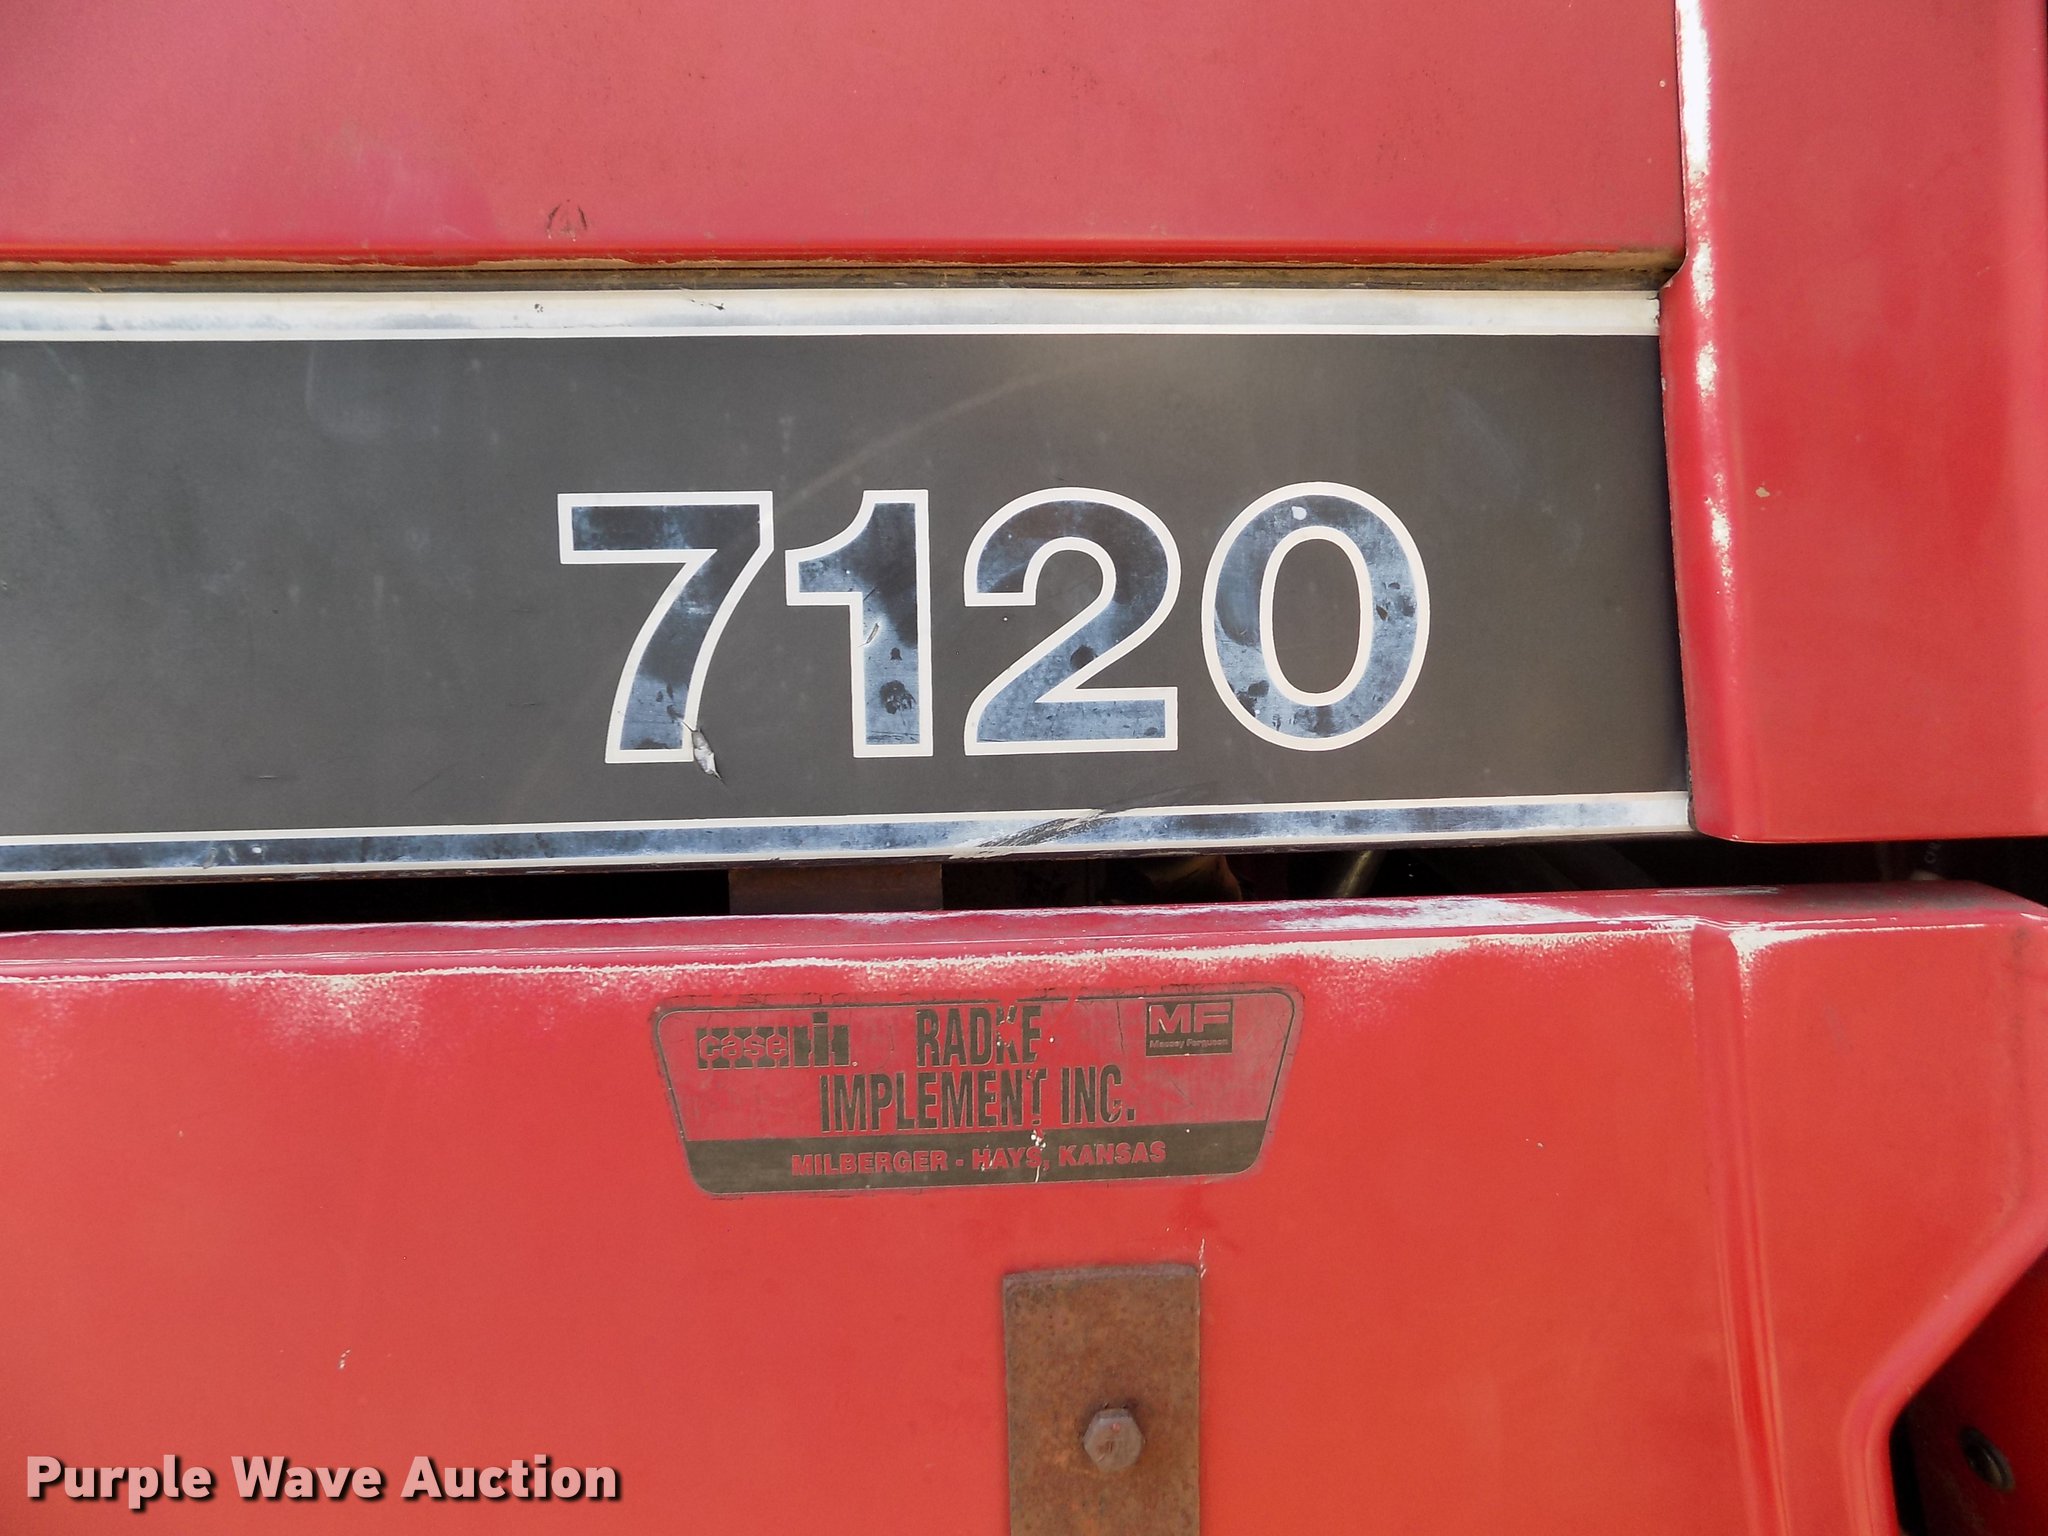 7120
case IH
RADKE
MF
Massey Ferguson
IMPLEMENT INC.
MILBERGER - HAYS, KANSAS
Purple Wave Auction